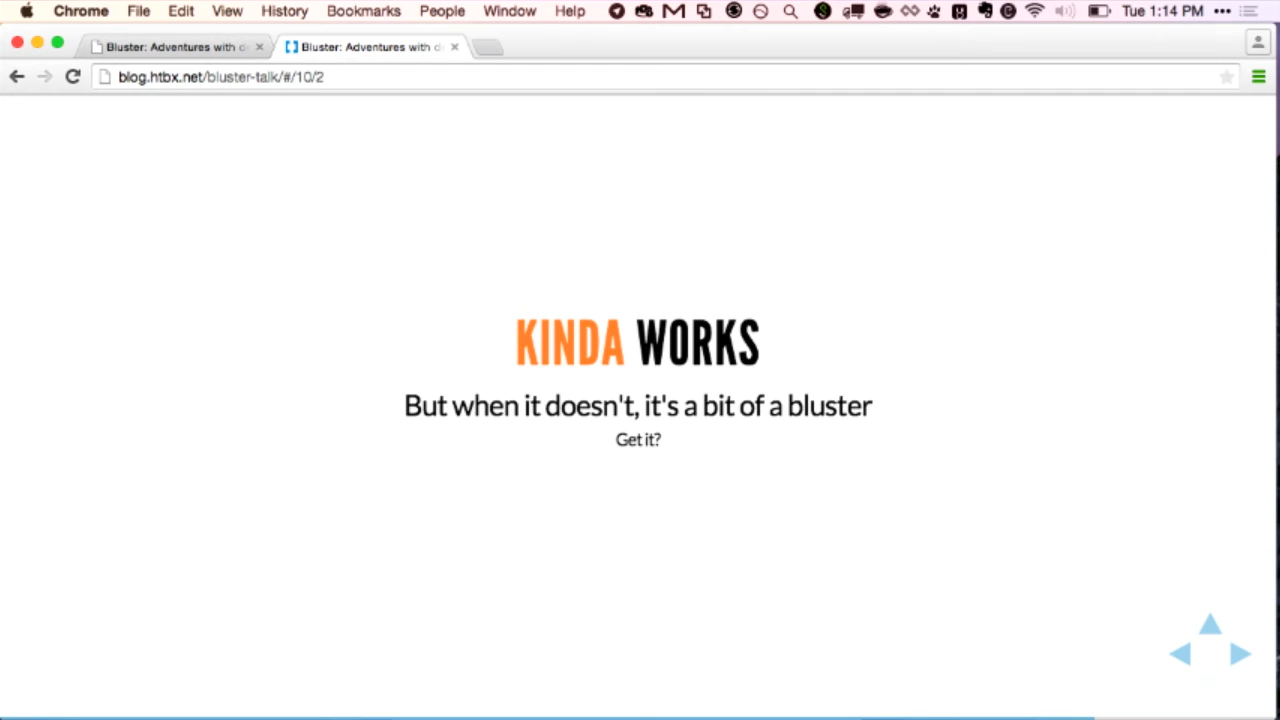 Chrome File Edit View History Bookmarks People Window Help Tue 1:14 PM
Bluster: Adventures with d Bluster: Adventures with d
blog.htbx.net/bluster-talk/#/10/2
KINDA WORKS
But when it doesn't, it's a bit of a bluster
Get it?